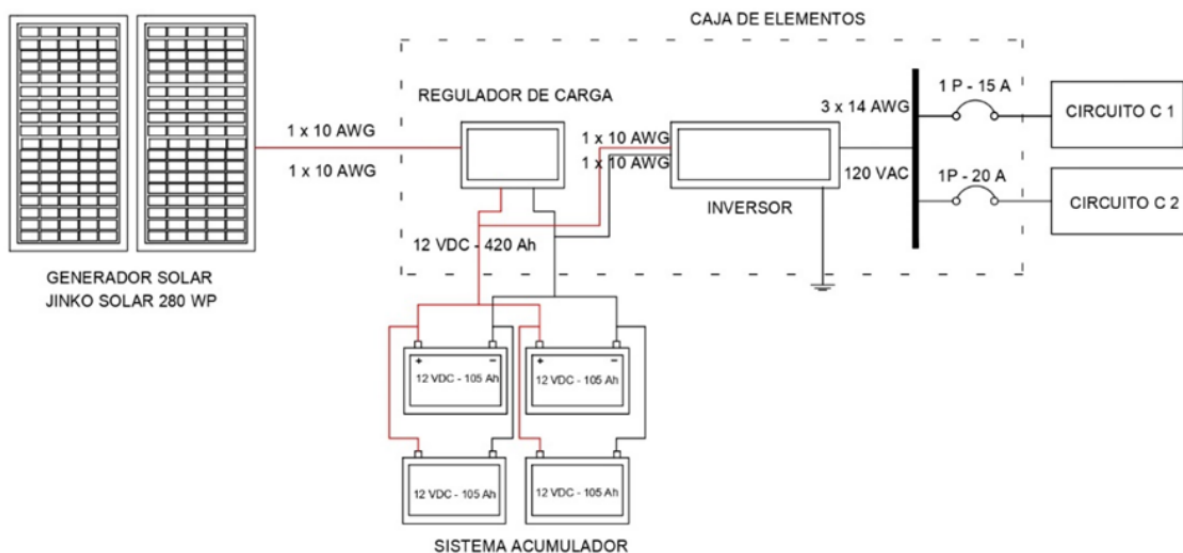 CAJA DE ELEMENTOS
REGULADOR DE CARGA
1 x 10 AWG
1 x 10 AWG
1 x 10 AWG
1 x 10 AWG
INVERSOR
3 x 14 AWG
120 VAC
1 P - 15 A
CIRCUITO C 1
1P - 20 A
CIRCUITO C 2
12 VDC - 420 Ah
GENERADOR SOLAR
JINKO SOLAR 280 WP
+ −
12 VDC - 105 Ah
+ −
12 VDC - 105 Ah
12 VDC - 105 Ah
12 VDC - 105 Ah
SISTEMA ACUMULADOR